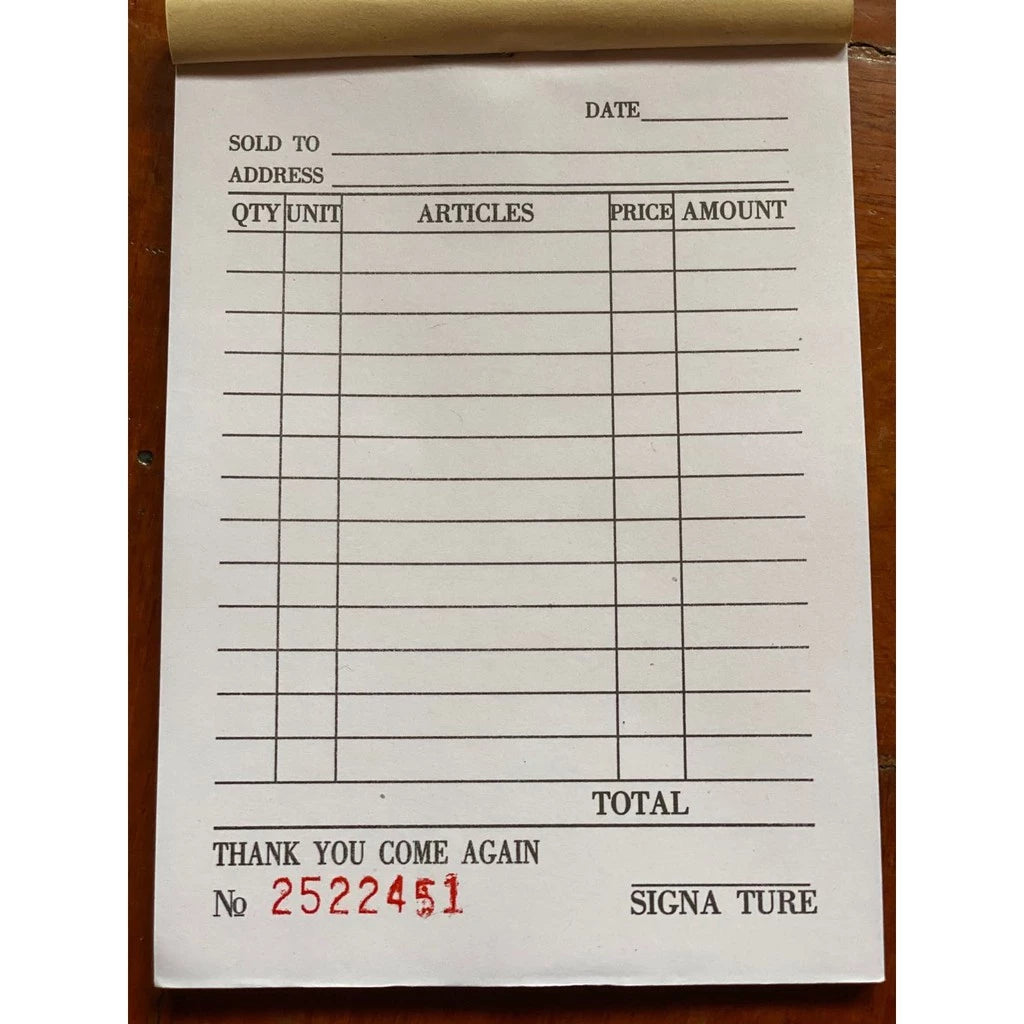 DATE
SOLD TO
ADDRESS
QTY UNIT ARTICLES PRICE AMOUNT
TOTAL
THANK YOU COME AGAIN
No 2522451
SIGNA TURE